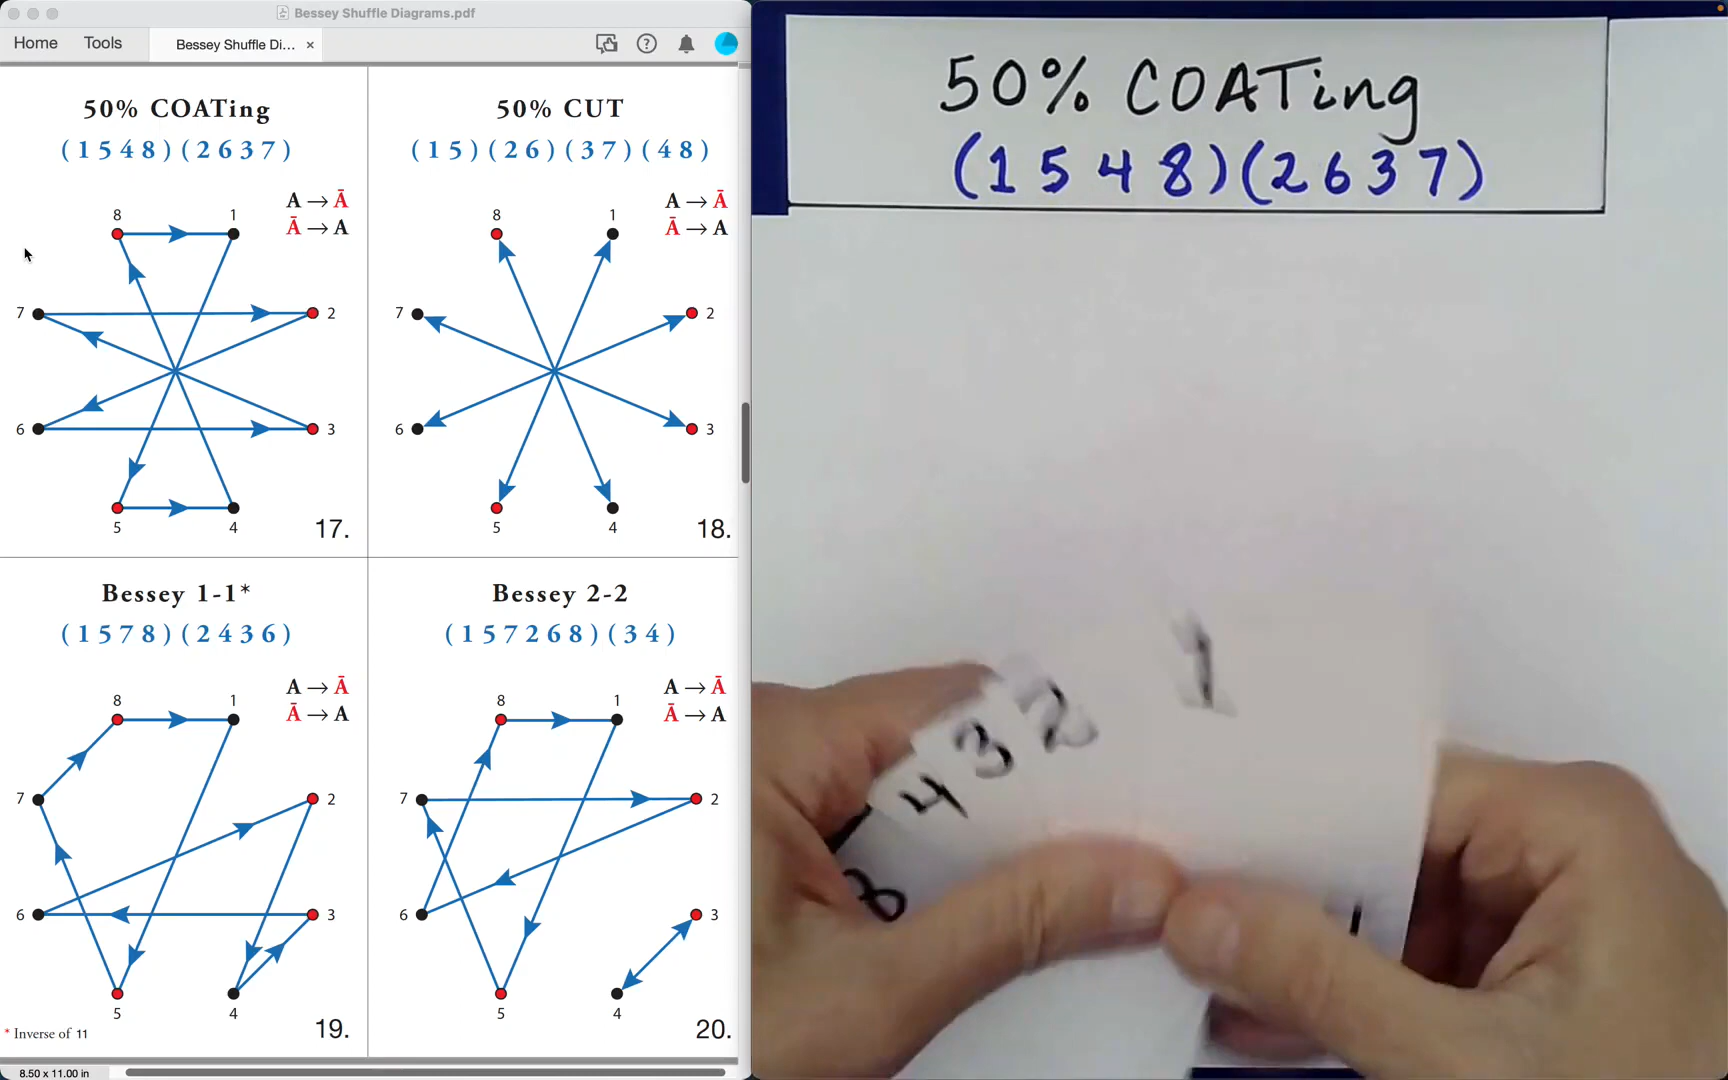 Bessey Shuffle Diagrams.pdf
Home Tools Bessey Shuffle Di... ×
50% COATing
(1548)(2637)
A → Ā
Ā → A
8 1
7 2
6 3
5 4
17.
50% CUT
(15)(26)(37)(48)
A → Ā
Ā → A
8 1
7 2
6 3
5 4
18.
Bessey 1-1*
(1578)(2436)
A → Ā
Ā → A
8 1
7 2
6 3
5 4
* Inverse of 11
19.
Bessey 2-2
(157268)(34)
A → Ā
Ā → A
8 1
7 2
6 3
5 4
20.
8.50 x 11.00 in
50% COATing
(1548)(2637)
1
2
3
4
8